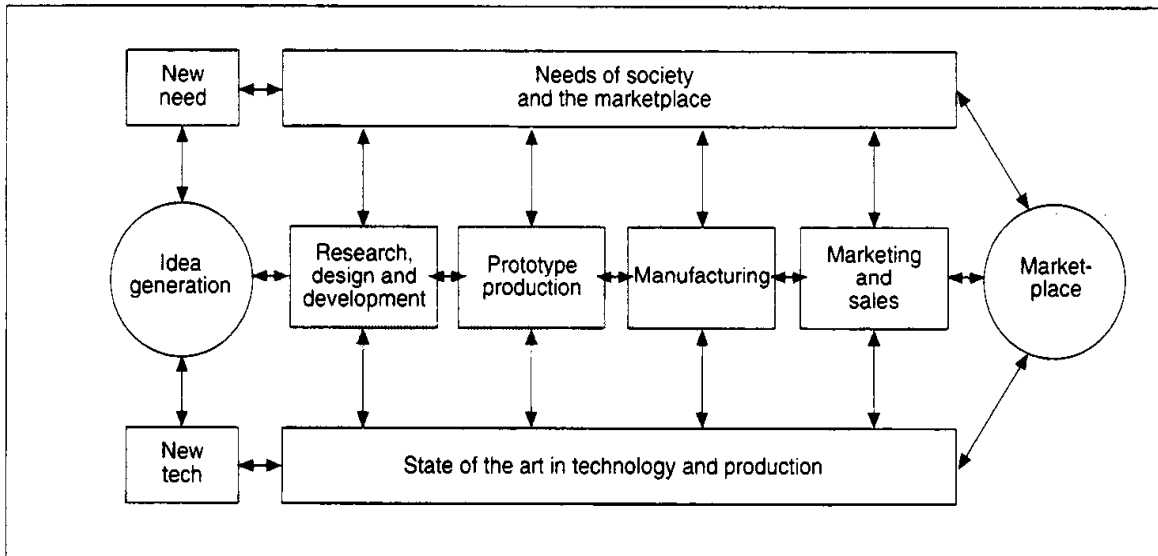 New
need
Needs of society
and the marketplace
Idea
generation
Research,
design and
development
Prototype
production
Manufacturing
Marketing
and
sales
Market-
place
New
tech
State of the art in technology and production